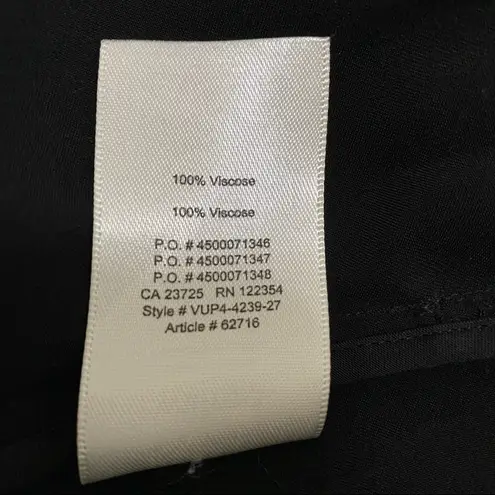 100% Viscose
100% Viscose
P.O. # 4500071346
P.O. # 4500071347
P.O. # 4500071348
CA 23725 RN 122354
Style # VUP4-4239-27
Article # 62716